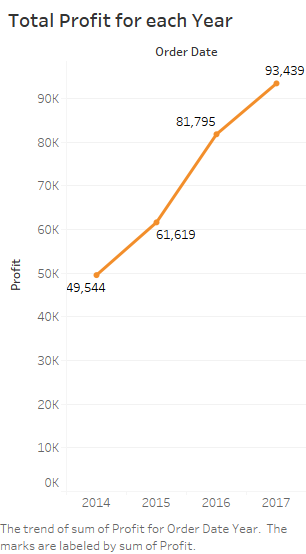 Total Profit for each Year
Order Date
93,439
90K
81,795
80K
70K
60K
61,619
Profit
50K
49,544
40K
30K
20K
10K
0K
2014 2015 2016 2017
The trend of sum of Profit for Order Date Year. The
marks are labeled by sum of Profit.